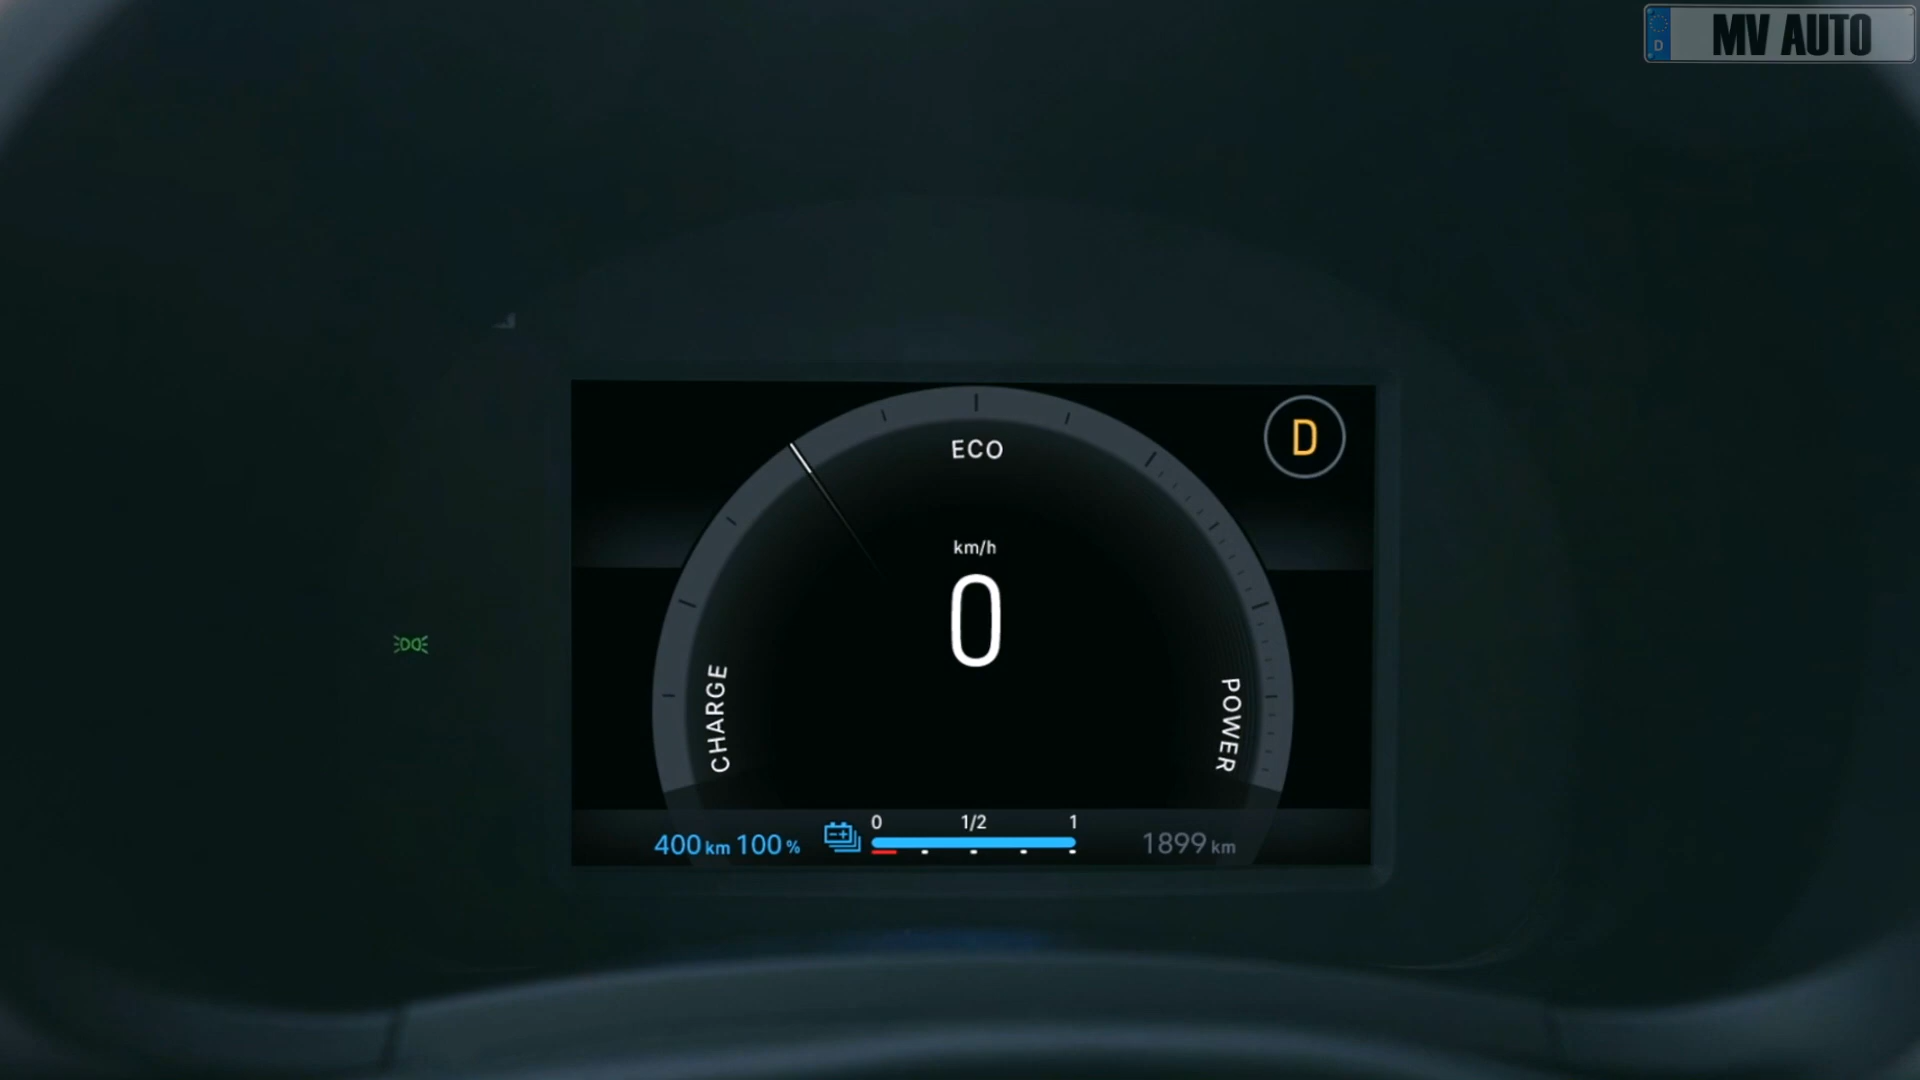 D MV AUTO
D
ECO
km/h
0
CHARGE
POWER
0 1/2 1
400 km 100 %
1899 km